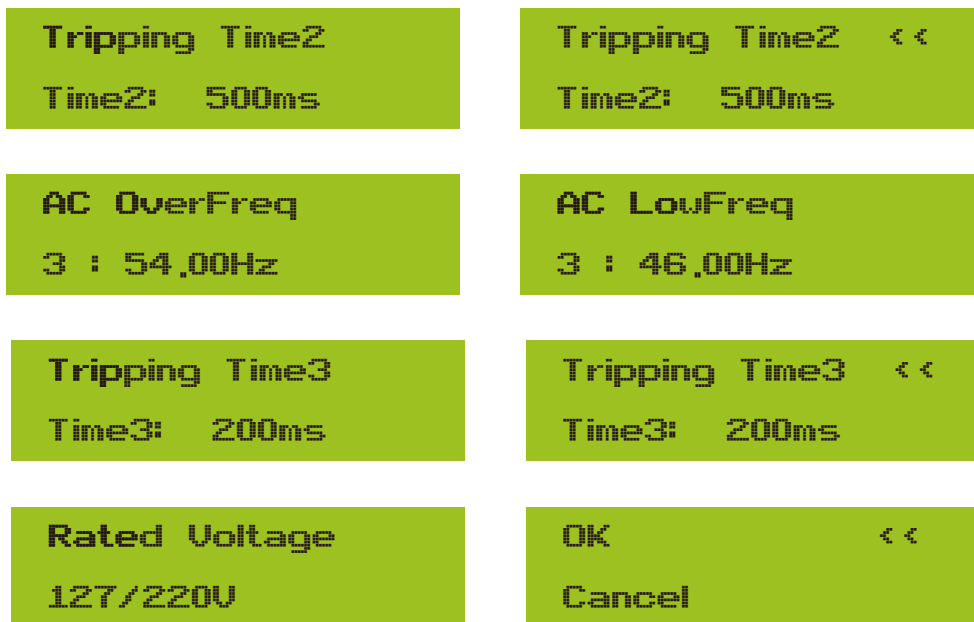 Tripping Time2
Time2: 500ms
Tripping Time2 <<
Time2: 500ms
AC OverFreq
3 : 54.00Hz
AC LowFreq
3 : 46.00Hz
Tripping Time3
Time3: 200ms
Tripping Time3 <<
Time3: 200ms
Rated Voltage
127/220V
OK <<
Cancel